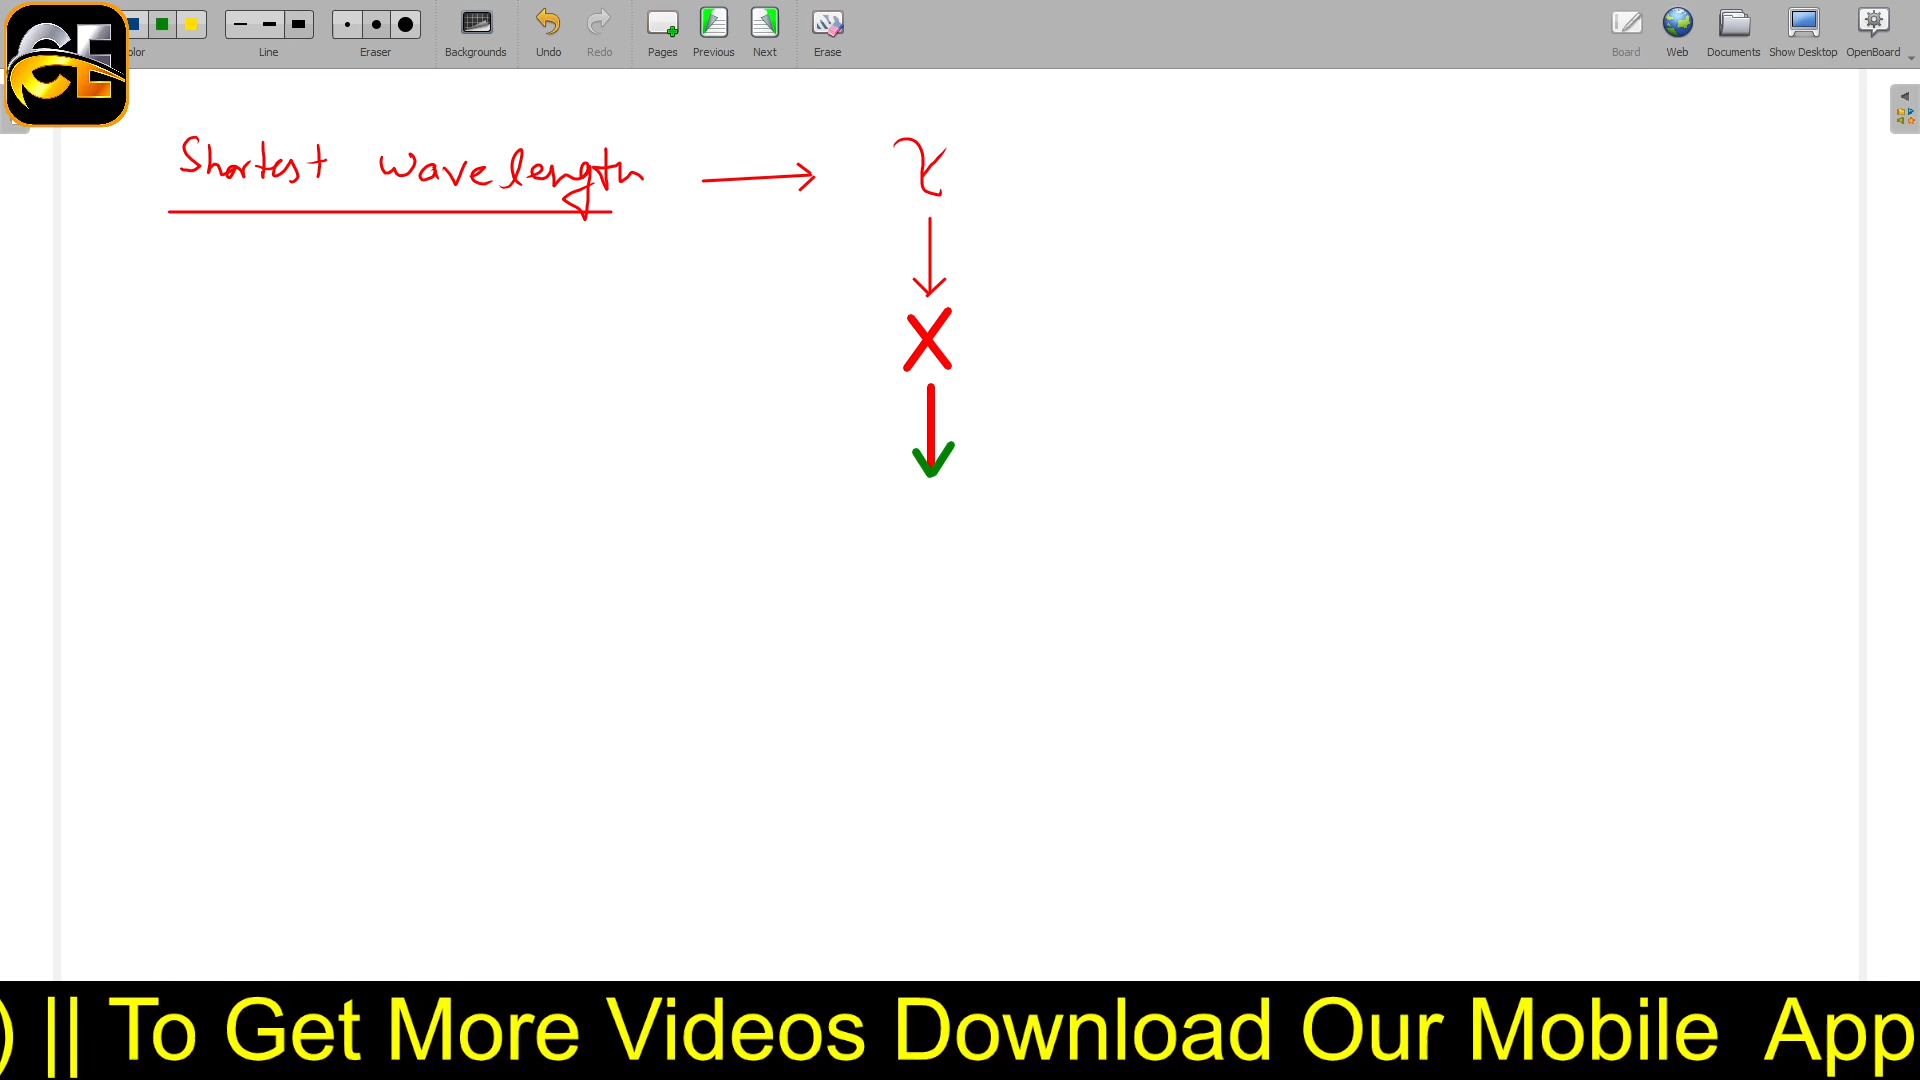 CE
Color Line Eraser Backgrounds Undo Redo Pages Previous Next Erase Board Web Documents Show Desktop OpenBoard
Shortest wavelength → γ
↓
X
↓
) || To Get More Videos Download Our Mobile App